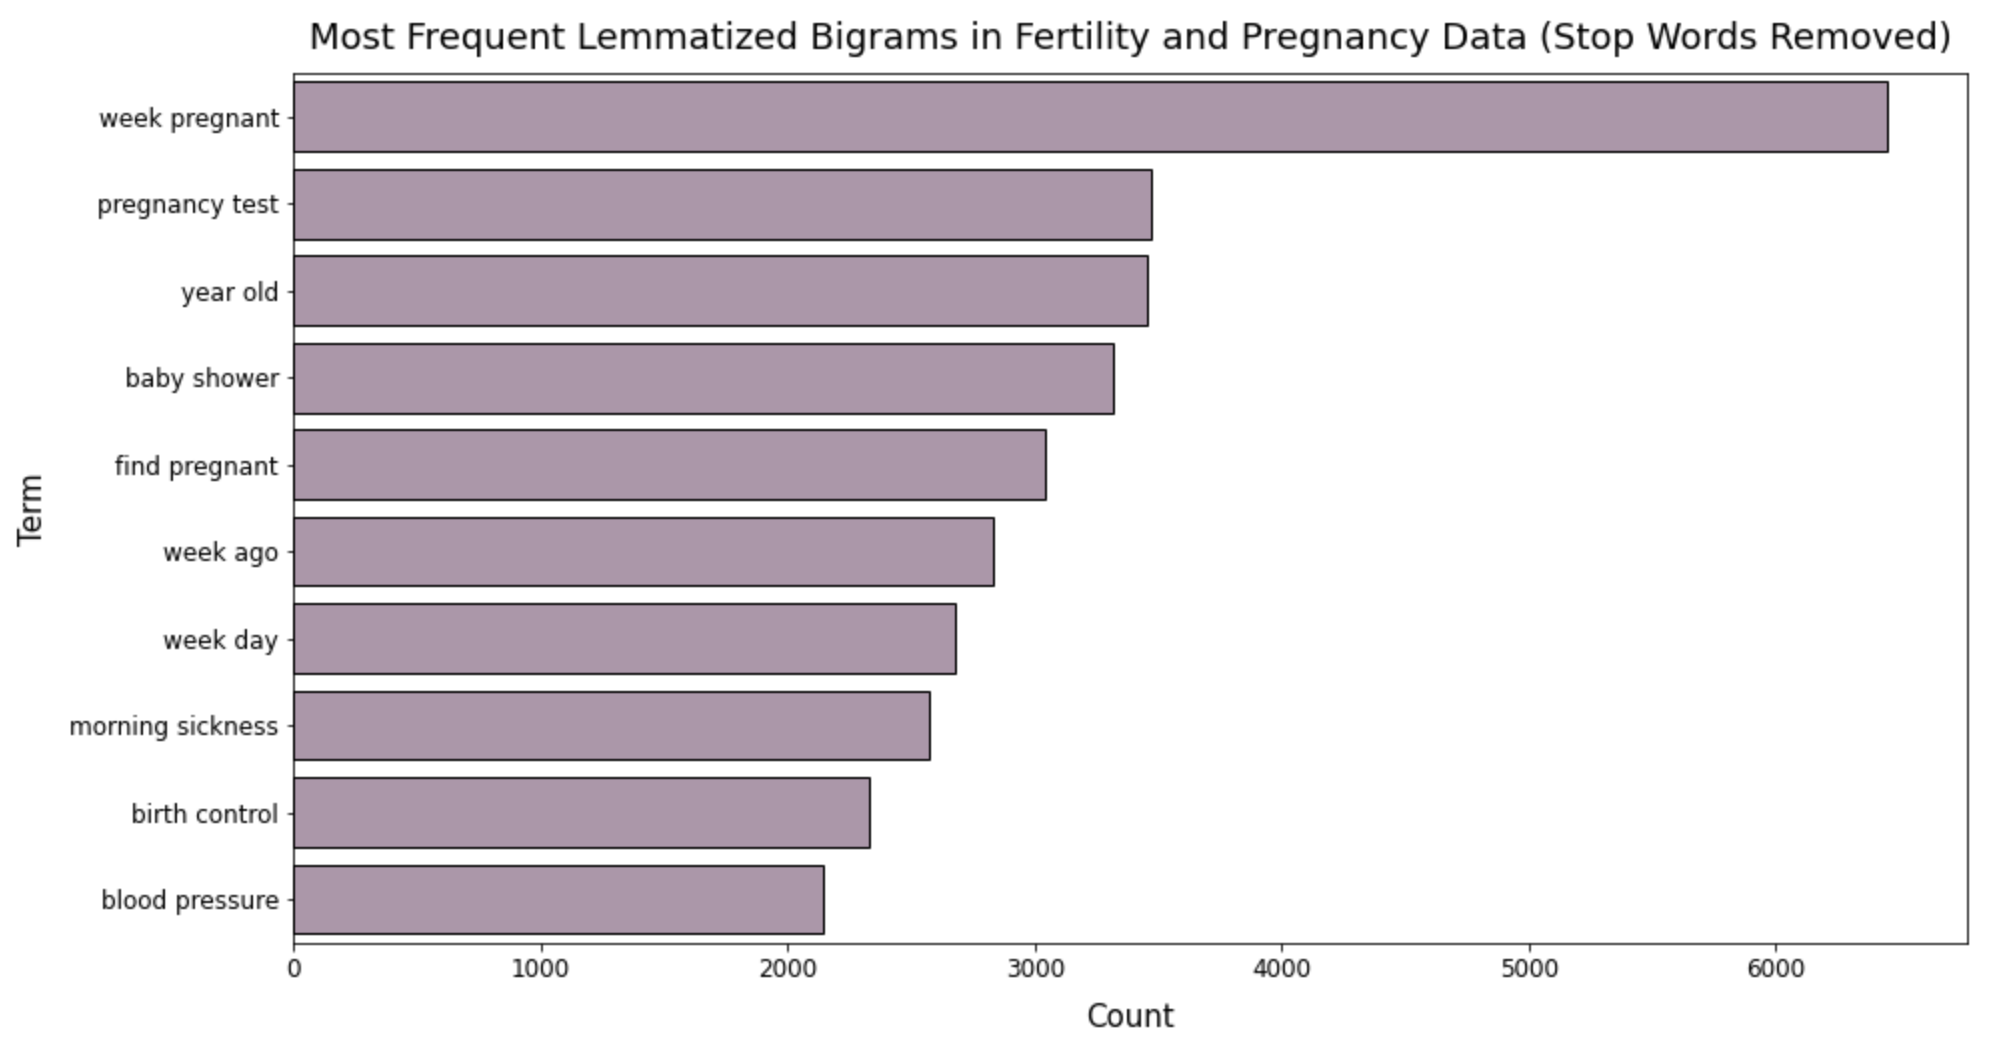 Most Frequent Lemmatized Bigrams in Fertility and Pregnancy Data (Stop Words Removed)
Term
week pregnant
pregnancy test
year old
baby shower
find pregnant
week ago
week day
morning sickness
birth control
blood pressure
0 1000 2000 3000 4000 5000 6000
Count